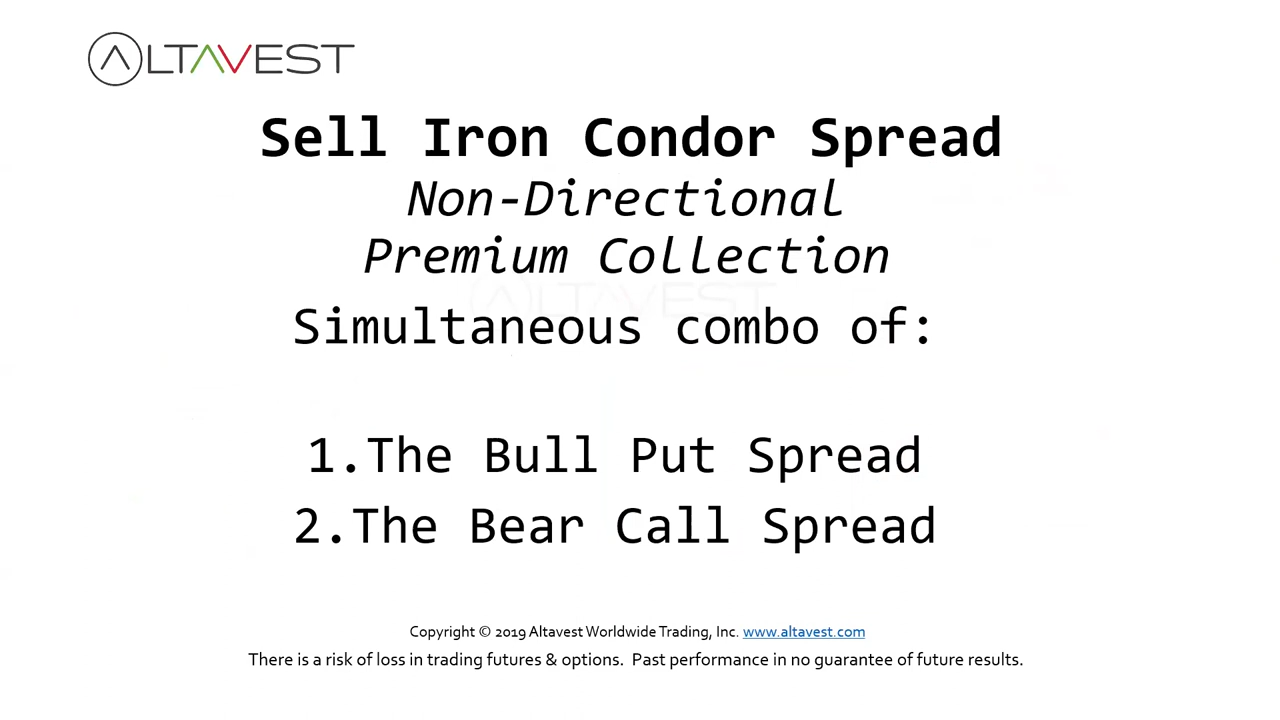 ALTAVEST
Sell Iron Condor Spread
Non-Directional
Premium Collection
ALTAVEST
Simultaneous combo of:
1.The Bull Put Spread
2.The Bear Call Spread
Copyright © 2019 Altavest Worldwide Trading, Inc. www.altavest.com
There is a risk of loss in trading futures & options. Past performance in no guarantee of future results.